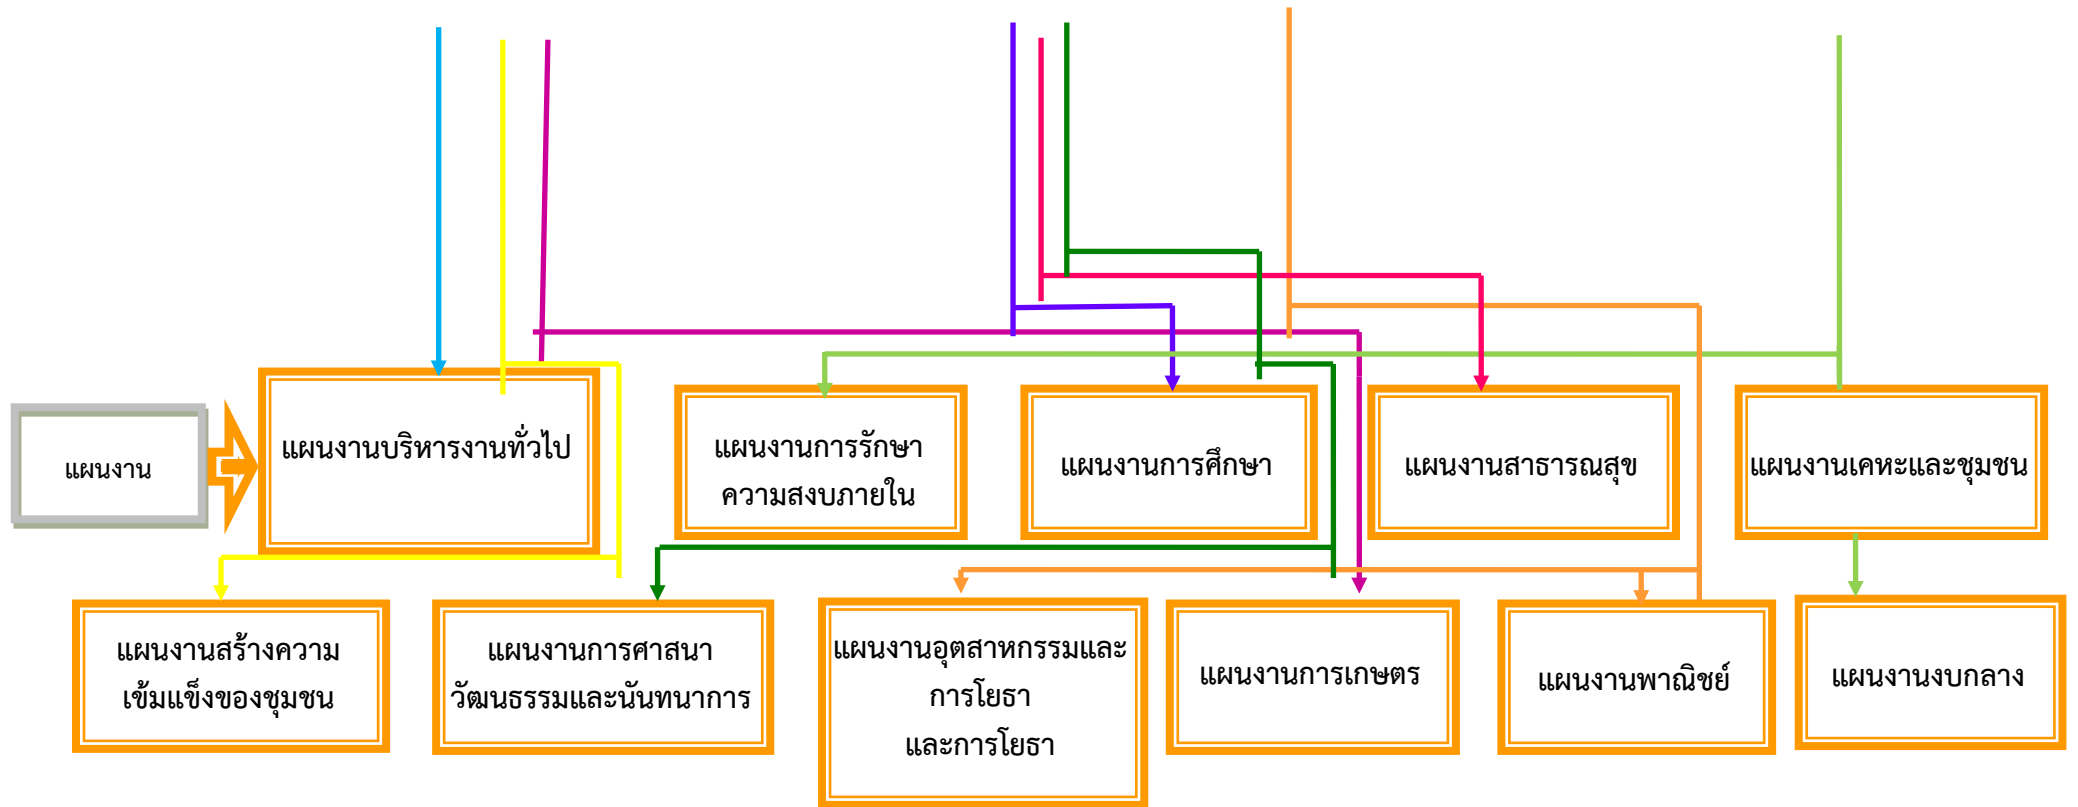 แผนงาน
แผนงานบริหารงานทั่วไป
แผนงานการรักษา
ความสงบภายใน
แผนงานการศึกษา
แผนงานสาธารณสุข
แผนงานเคหะและชุมชน
แผนงานสร้างความ
เข้มแข็งของชุมชน
แผนงานการศาสนา
วัฒนธรรมและนันทนาการ
แผนงานอุตสาหกรรมและ
การโยธา
และการโยธา
แผนงานการเกษตร
แผนงานพาณิชย์
แผนงานงบกลาง